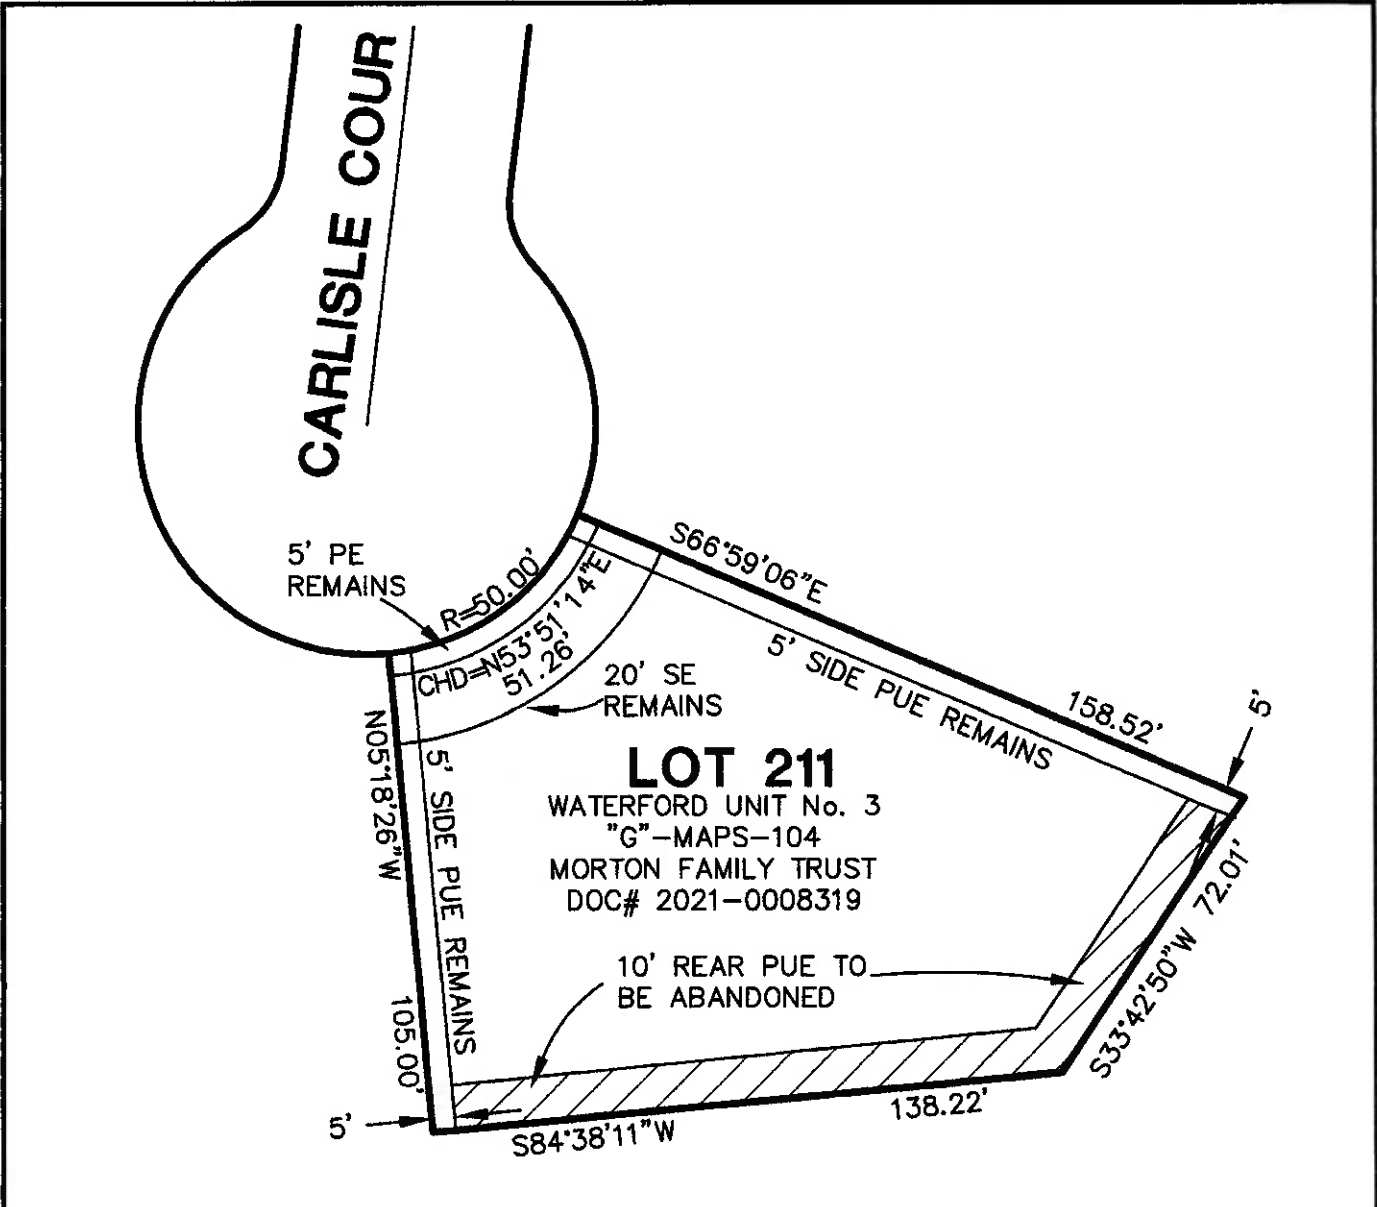 CARLISLE COUR
5' PE
REMAINS
R=50.00'
CHD=N53°51'14"E
51.26'
S66°59'06"E
158.52'
5' SIDE PUE REMAINS
5'
20' SE
REMAINS
N05°18'26"W
105.00'
5' SIDE PUE REMAINS
LOT 211
WATERFORD UNIT No. 3
"G"-MAPS-104
MORTON FAMILY TRUST
DOC# 2021-0008319
10' REAR PUE TO
BE ABANDONED
S33°42'50"W 72.01'
138.22'
S84°38'11"W
5'